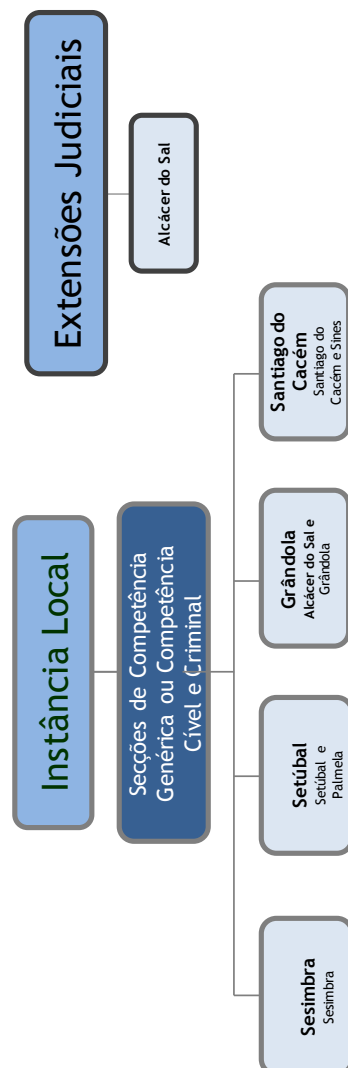 Instância Local
Secções de Competência
Genérica ou Competência
Cível e Criminal
Sesimbra
Sesimbra
Setúbal
Setúbal e
Palmela
Grândola
Alcácer do Sal e
Grândola
Santiago do
Cacém
Santiago do
Cacém e Sines
Extensões Judiciais
Alcácer do Sal